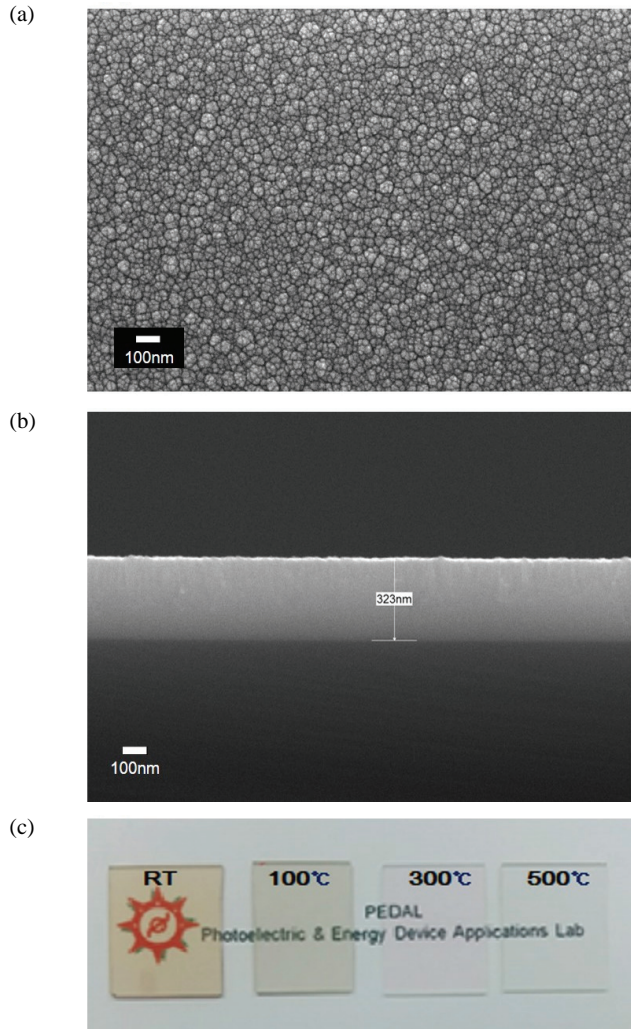 (a)
100nm
(b)
323nm
100nm
(c)
RT 100℃ 300℃ 500℃
PEDAL
Photoelectric & Energy Device Applications Lab